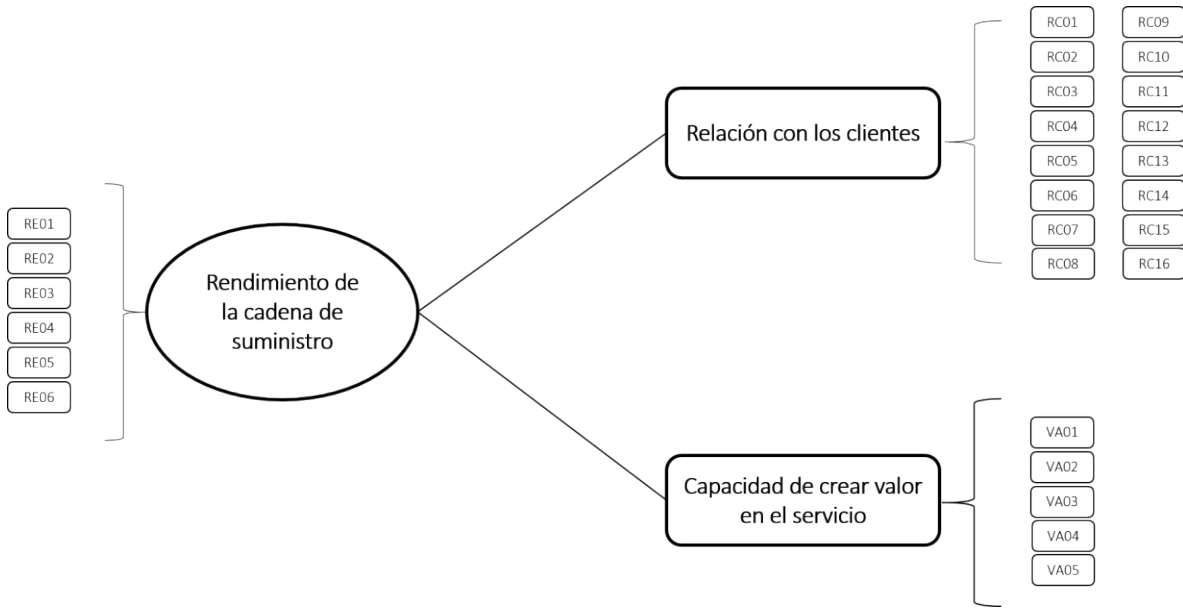 RE01
RE02
RE03
RE04
RE05
RE06
Rendimiento de
la cadena de
suministro
Relación con los clientes
RC01
RC02
RC03
RC04
RC05
RC06
RC07
RC08
RC09
RC10
RC11
RC12
RC13
RC14
RC15
RC16
Capacidad de crear valor
en el servicio
VA01
VA02
VA03
VA04
VA05